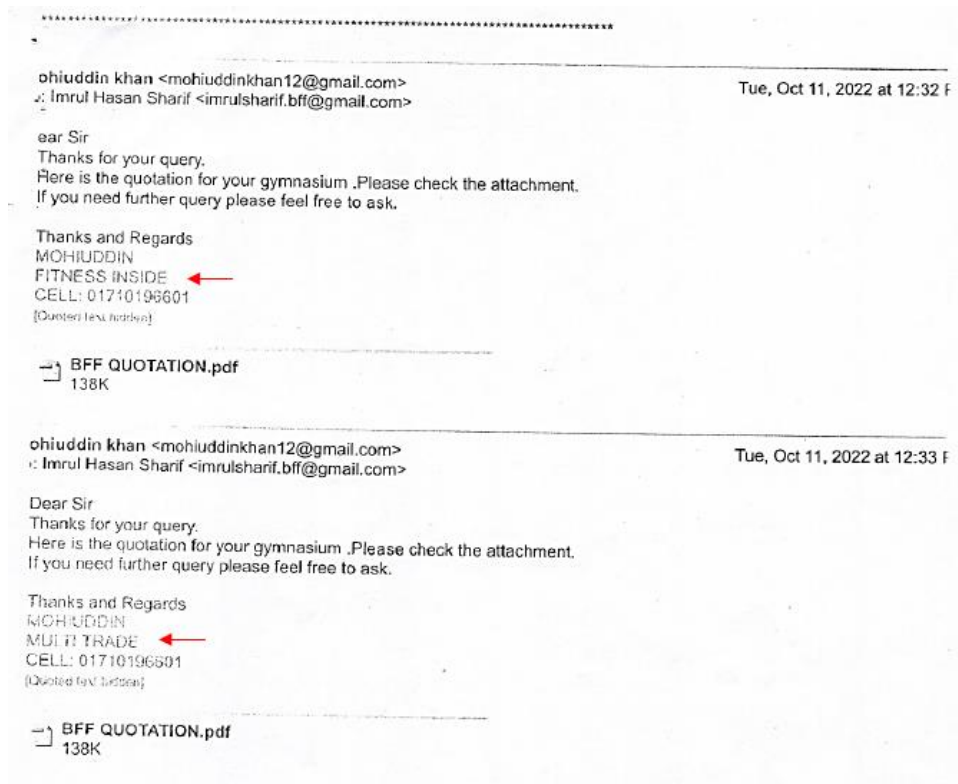 ********************************************************************************
ohiuddin khan <mohiuddinkhan12@gmail.com>
Tue, Oct 11, 2022 at 12:32
: Imrul Hasan Sharif <imrulsharif.bff@gmail.com>
ear Sir
Thanks for your query.
Here is the quotation for your gymnasium .Please check the attachment.
If you need further query please feel free to ask.
Thanks and Regards
MOHIUDDIN
FITNESS INSIDE
CELL: 01710196601
[Quoted text hidden]
BFF QUOTATION.pdf
138K
ohiuddin khan <mohiuddinkhan12@gmail.com>
Tue, Oct 11, 2022 at 12:33
: Imrul Hasan Sharif <imrulsharif.bff@gmail.com>
Dear Sir
Thanks for your query.
Here is the quotation for your gymnasium .Please check the attachment.
If you need further query please feel free to ask.
Thanks and Regards
MOHIUDDIN
MULTI TRADE
CELL: 01710196601
[Quoted text hidden]
BFF QUOTATION.pdf
138K